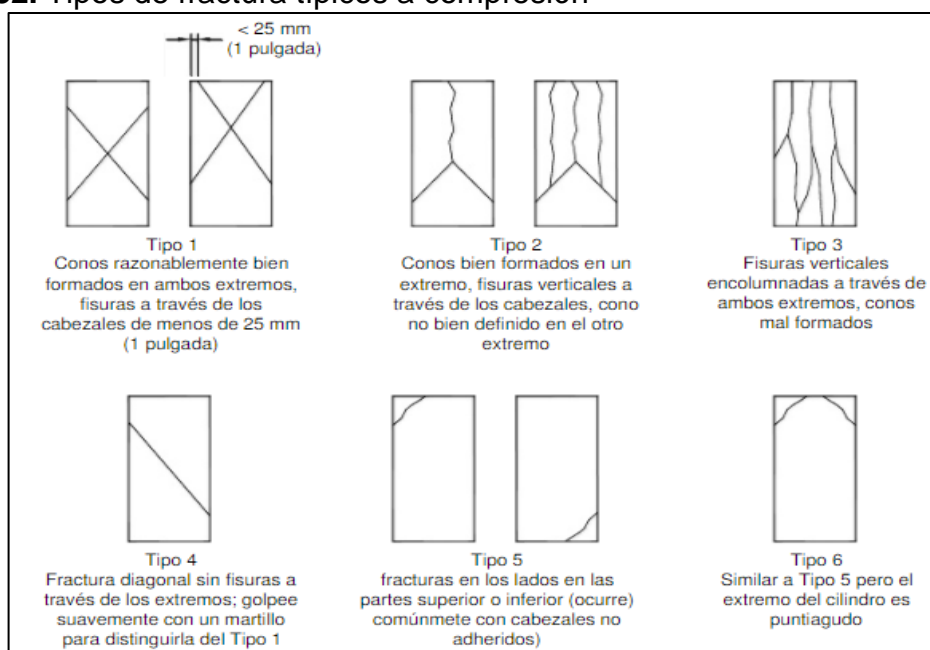 32. Tipos de fractura típicos a compresión
< 25 mm
(1 pulgada)
Tipo 1
Conos razonablemente bien
formados en ambos extremos,
fisuras a través de los
cabezales de menos de 25 mm
(1 pulgada)
Tipo 2
Conos bien formados en un
extremo, fisuras verticales a
través de los cabezales, cono
no bien definido en el otro
extremo
Tipo 3
Fisuras verticales
encolumnadas a través de
ambos extremos, conos
mal formados
Tipo 4
Fractura diagonal sin fisuras a
través de los extremos; golpee
suavemente con un martillo
para distinguirla del Tipo 1
Tipo 5
fracturas en los lados en las
partes superior o inferior (ocurre)
comúnmete con cabezales no
adheridos)
Tipo 6
Similar a Tipo 5 pero el
extremo del cilindro es
puntiagudo